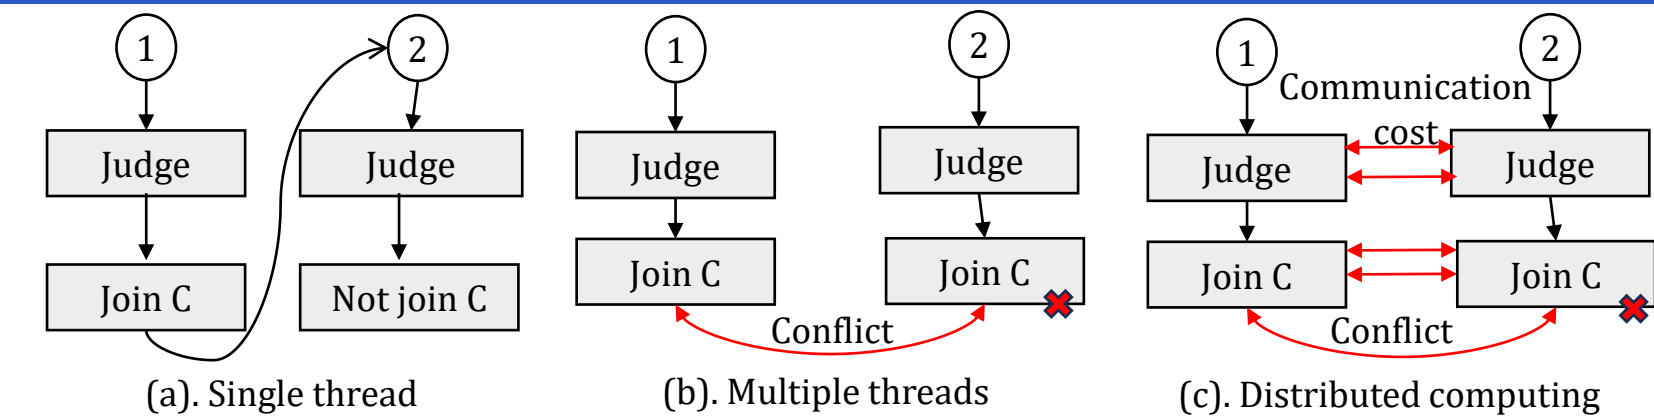 1
Judge
Join C
2
Judge
Not join C
(a). Single thread
1
Judge
Join C
2
Judge
Join C
Conflict
(b). Multiple threads
1
Judge
Join C
Communication
cost
2
Judge
Join C
Conflict
(c). Distributed computing